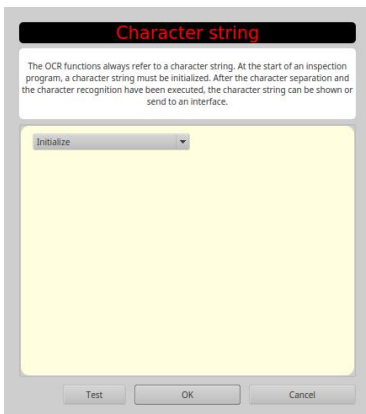 Character string
The OCR functions always refer to a character string. At the start of an inspection
program, a character string must be initialized. After the character separation and
the character recognition have been executed, the character string can be shown or
send to an interface.
Initialize
Test OK Cancel